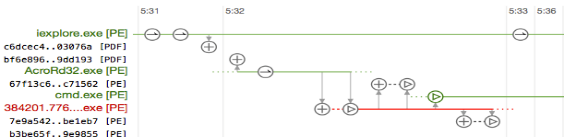 5:31 5:32 5:33 5:36
iexplore.exe [PE]
c6dcec4..03076a [PDF]
bf6e896..9dd193 [PDF]
AcroRd32.exe [PE]
67f13c6..c71562 [PE]
cmd.exe [PE]
384201.776....exe [PE]
7e9a542..be1eb7 [PE]
b3be65f..9e9855 [PE]